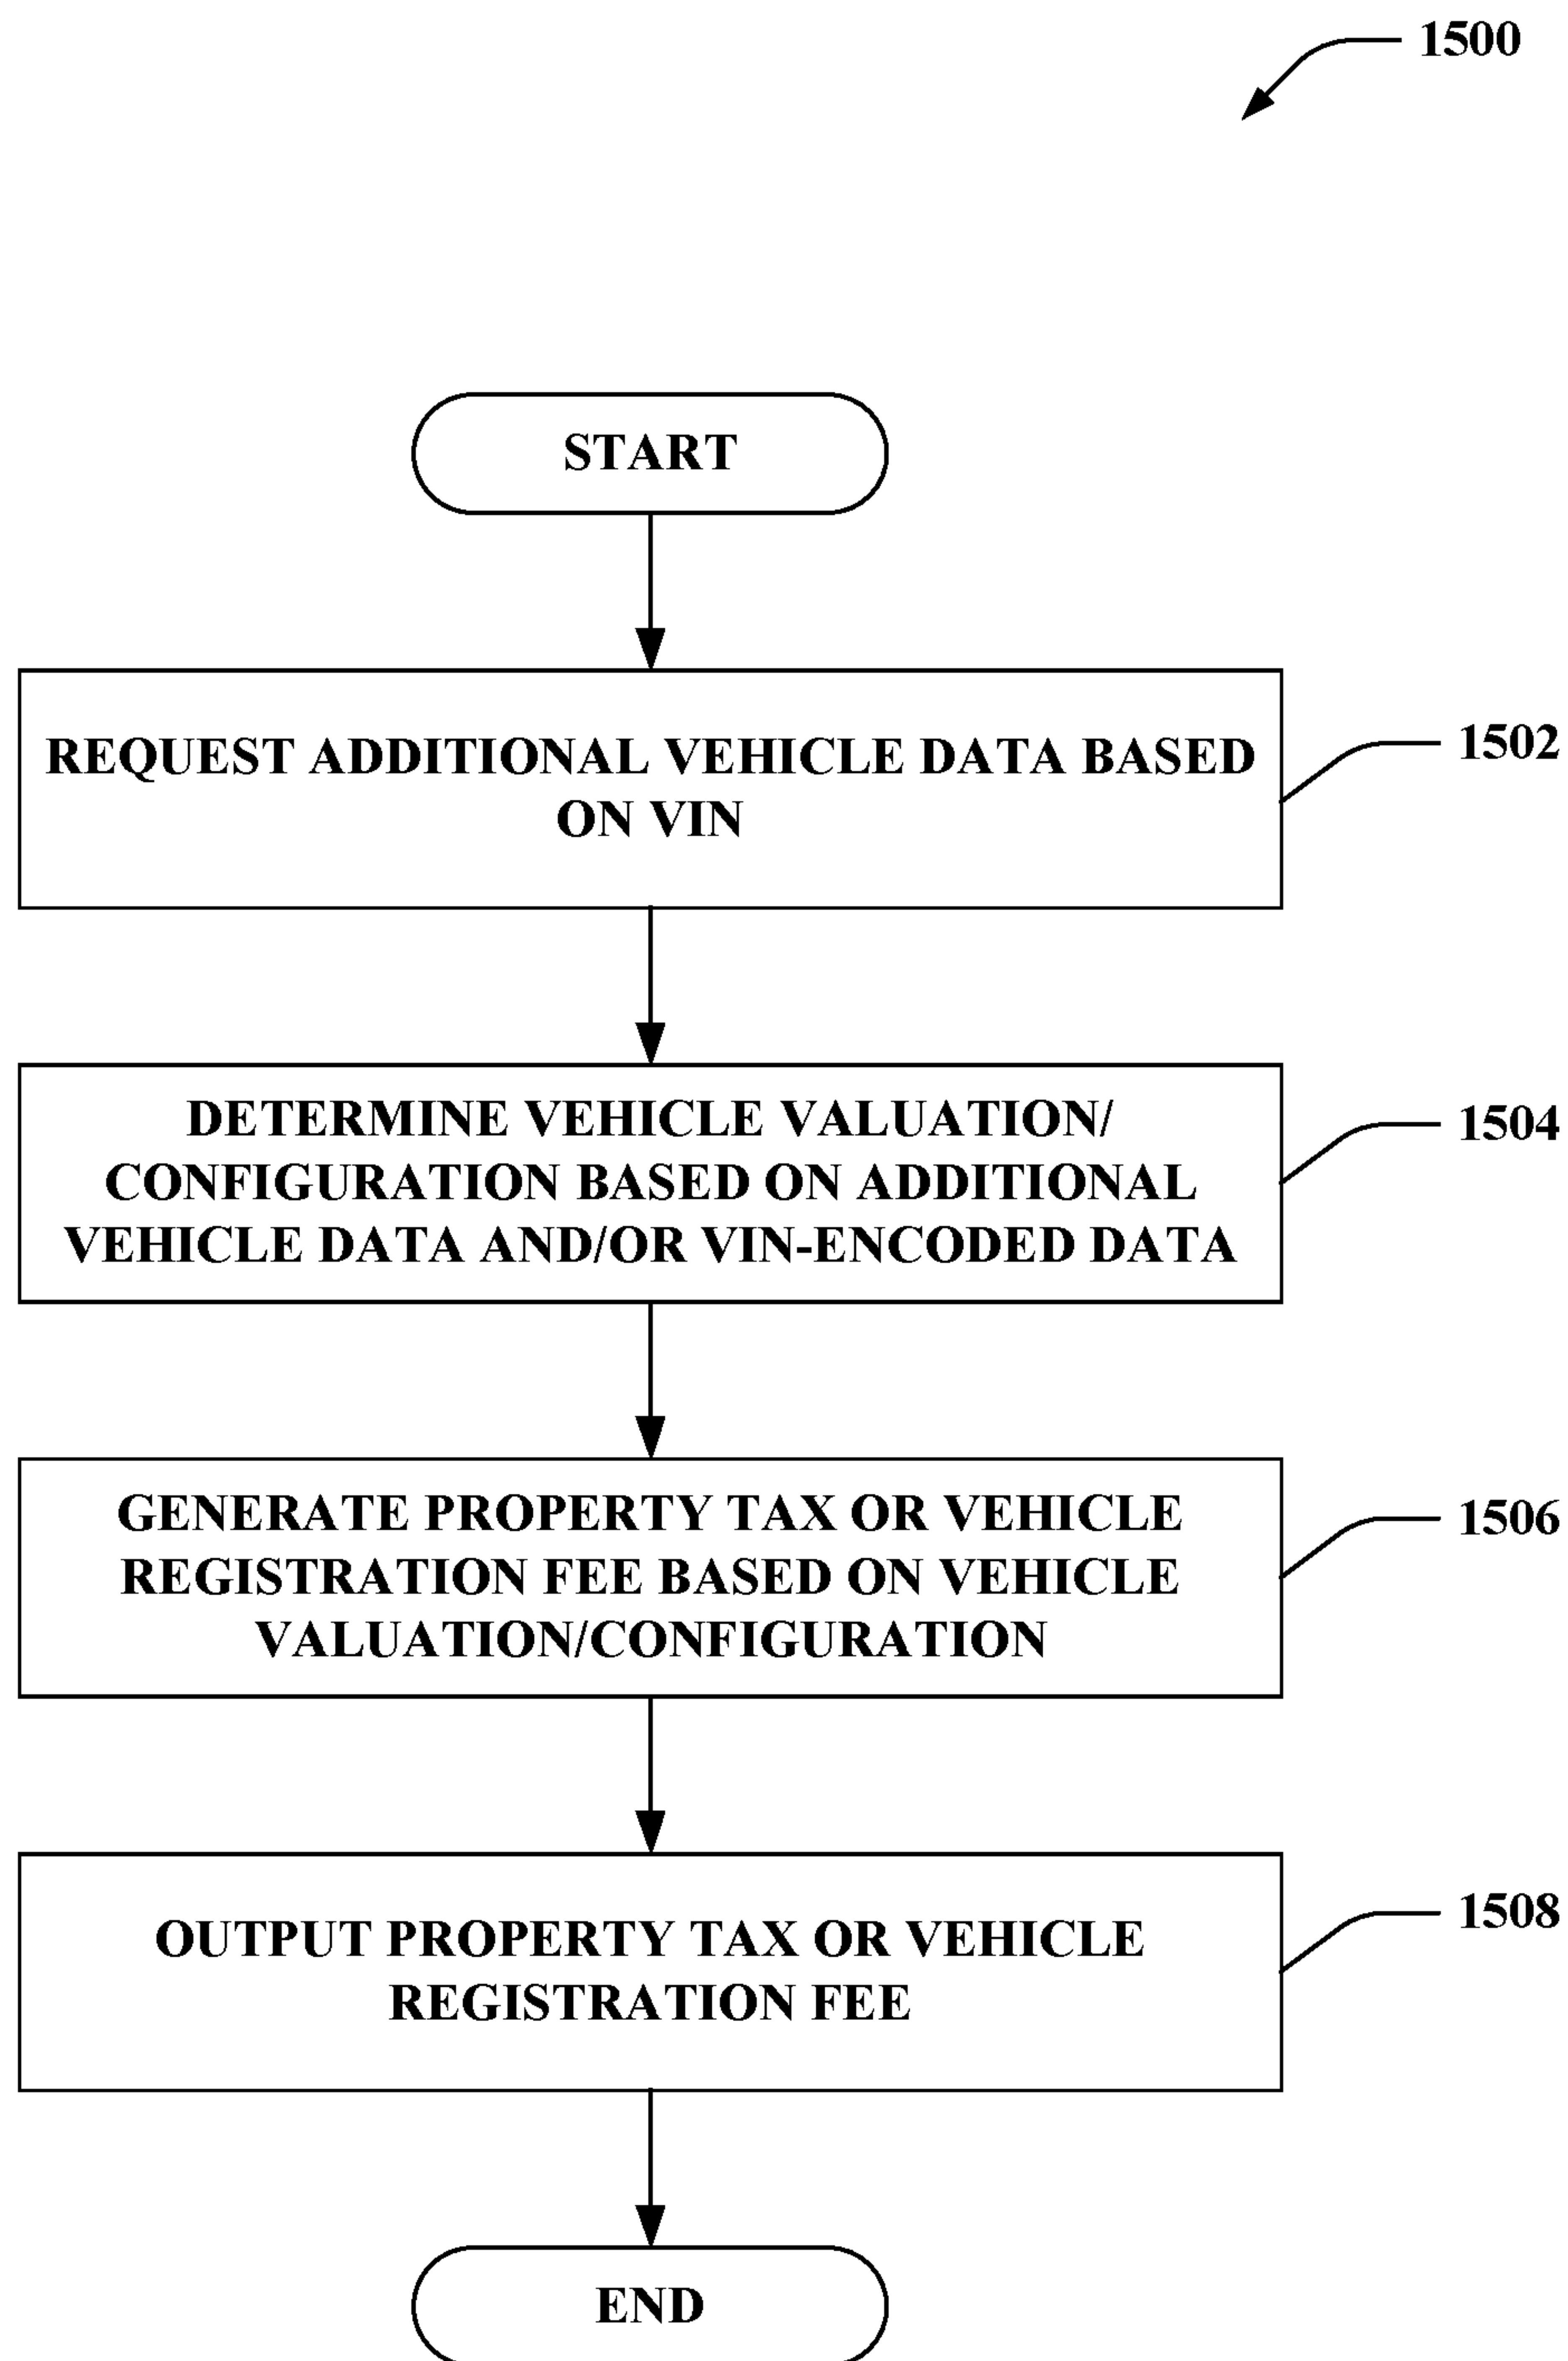 1500
START
REQUEST ADDITIONAL VEHICLE DATA BASED
ON VIN
1502
DETERMINE VEHICLE VALUATION/
CONFIGURATION BASED ON ADDITIONAL
VEHICLE DATA AND/OR VIN-ENCODED DATA
1504
GENERATE PROPERTY TAX OR VEHICLE
REGISTRATION FEE BASED ON VEHICLE
VALUATION/CONFIGURATION
1506
OUTPUT PROPERTY TAX OR VEHICLE
REGISTRATION FEE
1508
END